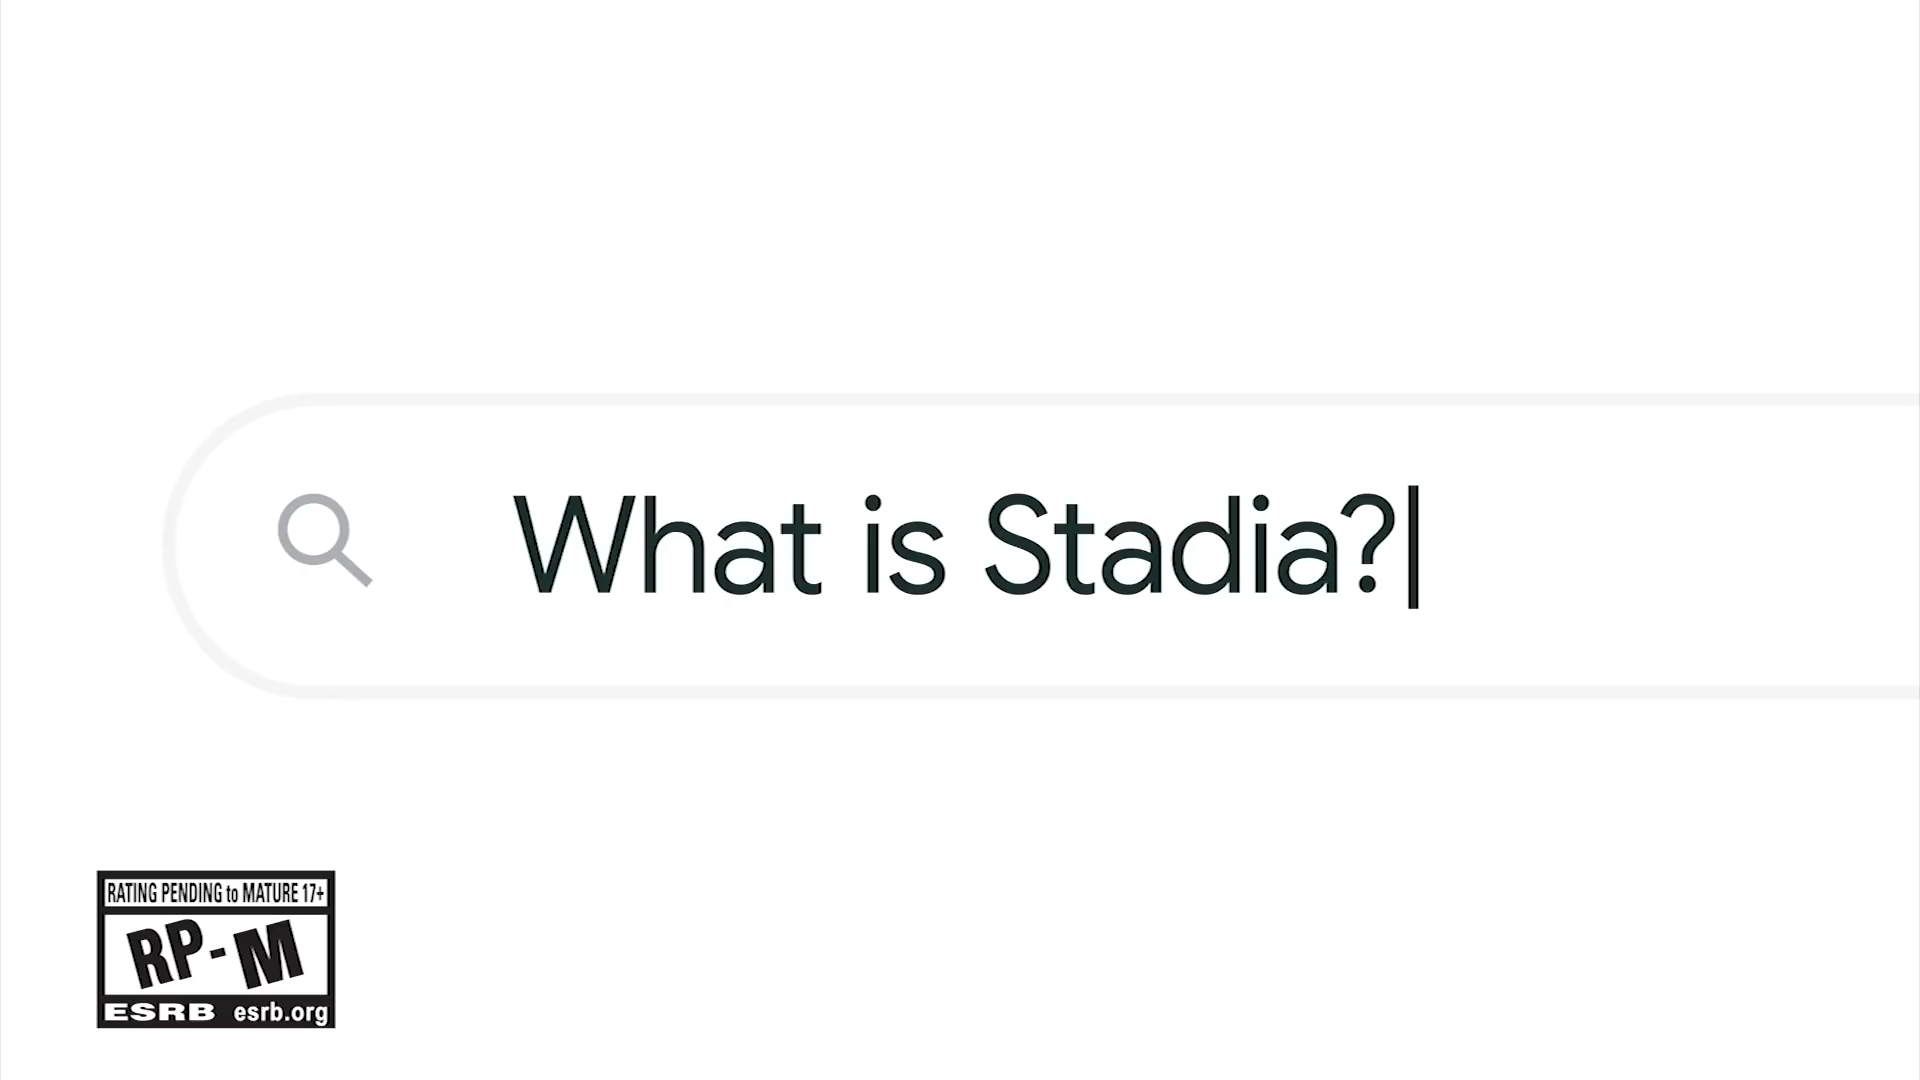 What is Stadia?
RATING PENDING to MATURE 17+
RP-M
ESRB esrb.org